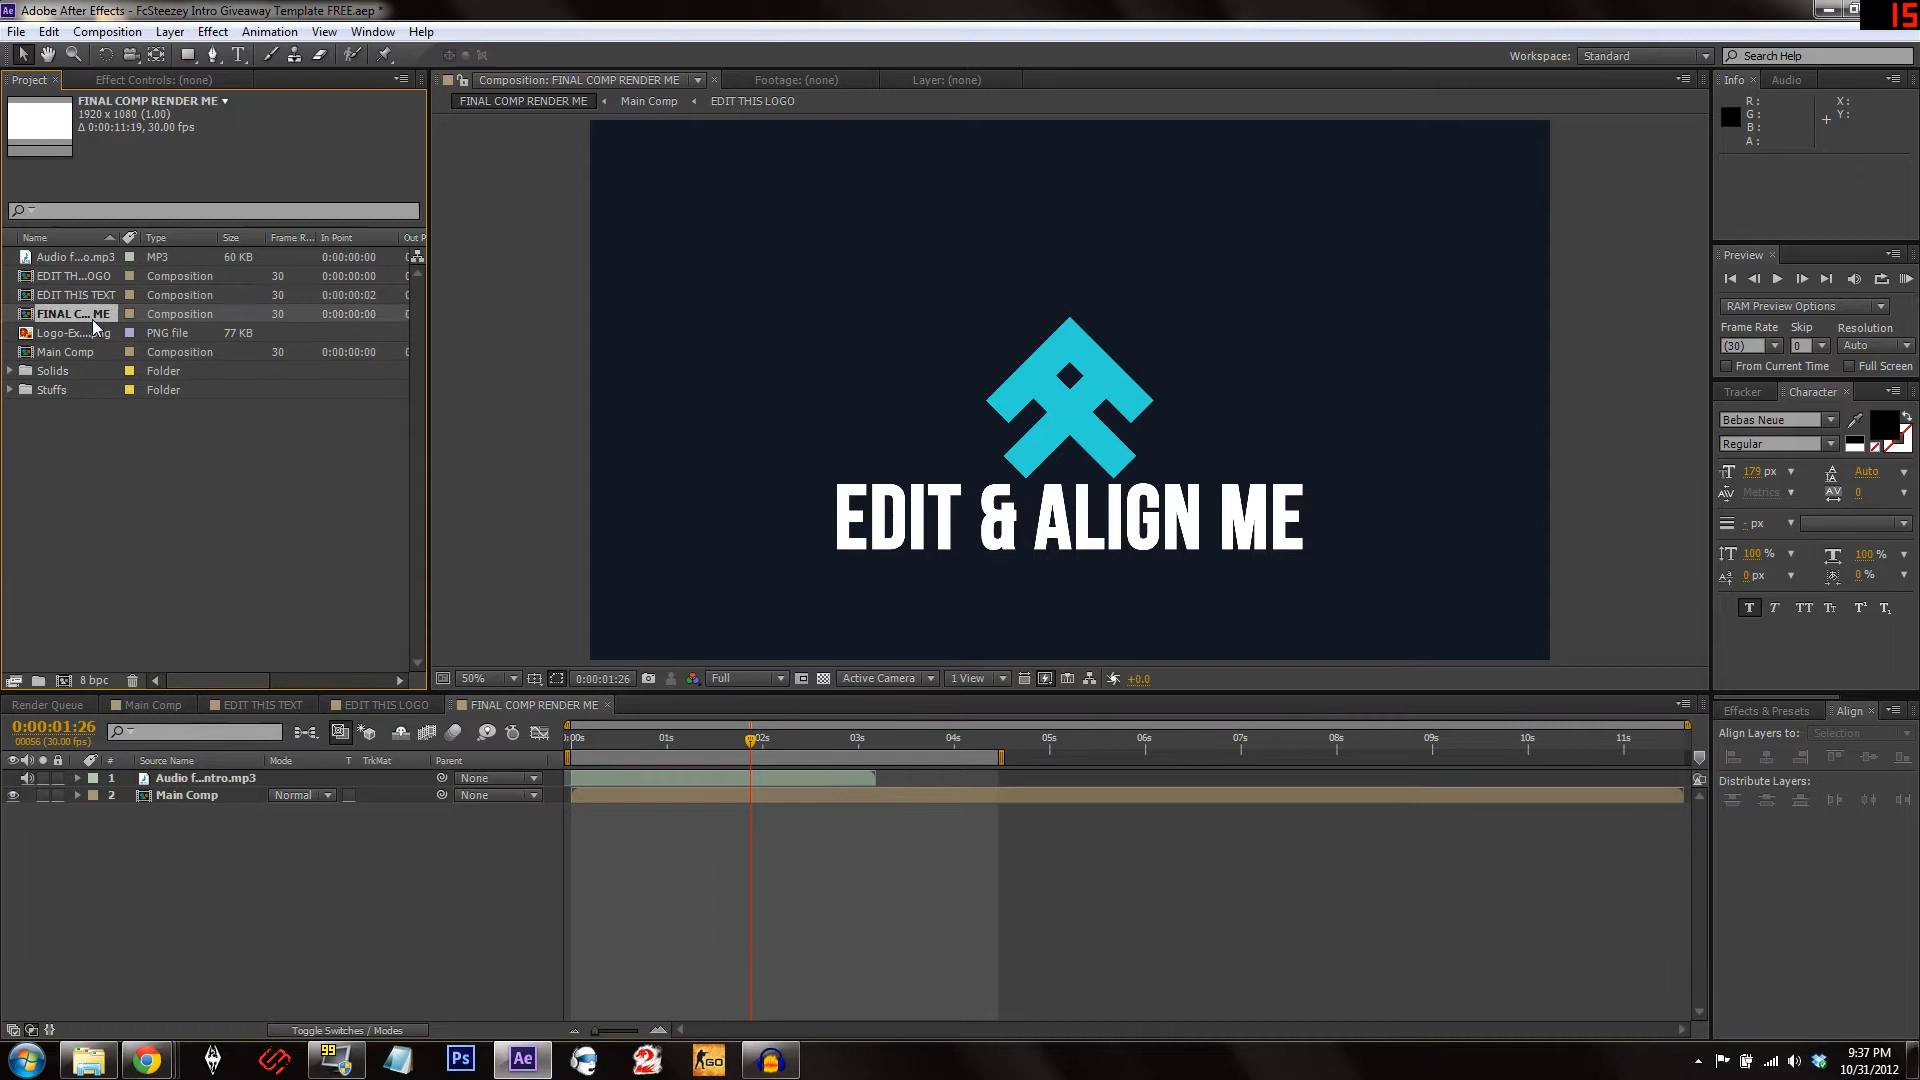 Adobe After Effects - FcSteezey Intro Giveaway Template FREE.aep *
15
File Edit Composition Layer Effect Animation View Window Help
Workspace: Standard Search Help
Project Effect Controls: (none)
Composition: FINAL COMP RENDER ME Footage: (none) Layer: (none)
Info Audio
FINAL COMP RENDER ME
1920 x 1080 (1.00)
Δ 0:00:11:19, 30.00 fps
FINAL COMP RENDER ME Main Comp EDIT THIS LOGO
R : X :
G : Y :
B :
A :
Name Type Size Frame R... In Point Out P
Audio f...o.mp3 MP3 60 KB 0:00:00:00
EDIT TH...OGO Composition 30 0:00:00:00
EDIT THIS TEXT Composition 30 0:00:00:02
FINAL C... ME Composition 30 0:00:00:00
Logo-Ex....ng PNG file 77 KB
Main Comp Composition 30 0:00:00:00
Solids Folder
Stuffs Folder
8 bpc
EDIT & ALIGN ME
50% 0:00:01:26 Full Active Camera 1 View +0.0
Preview
RAM Preview Options
Frame Rate Skip Resolution
(30) 0 Auto
From Current Time Full Screen
Tracker Character
Bebas Neue
Regular
179 px Auto
Metrics 0
- px
100 % 100 %
0 px 0 %
T T TT Tt T¹ T₁
Render Queue Main Comp EDIT THIS TEXT EDIT THIS LOGO FINAL COMP RENDER ME
0:00:01:26
00056 (30.00 fps)
:00s 01s 02s 03s 04s 05s 06s 07s 08s 09s 10s 11s
# Source Name Mode T TrkMat Parent
1 Audio f...ntro.mp3 None
2 Main Comp Normal None
Toggle Switches / Modes
Effects & Presets Align
Align Layers to: Selection
Distribute Layers:
99
Ps
Ae
2
GO
9:37 PM
10/31/2012